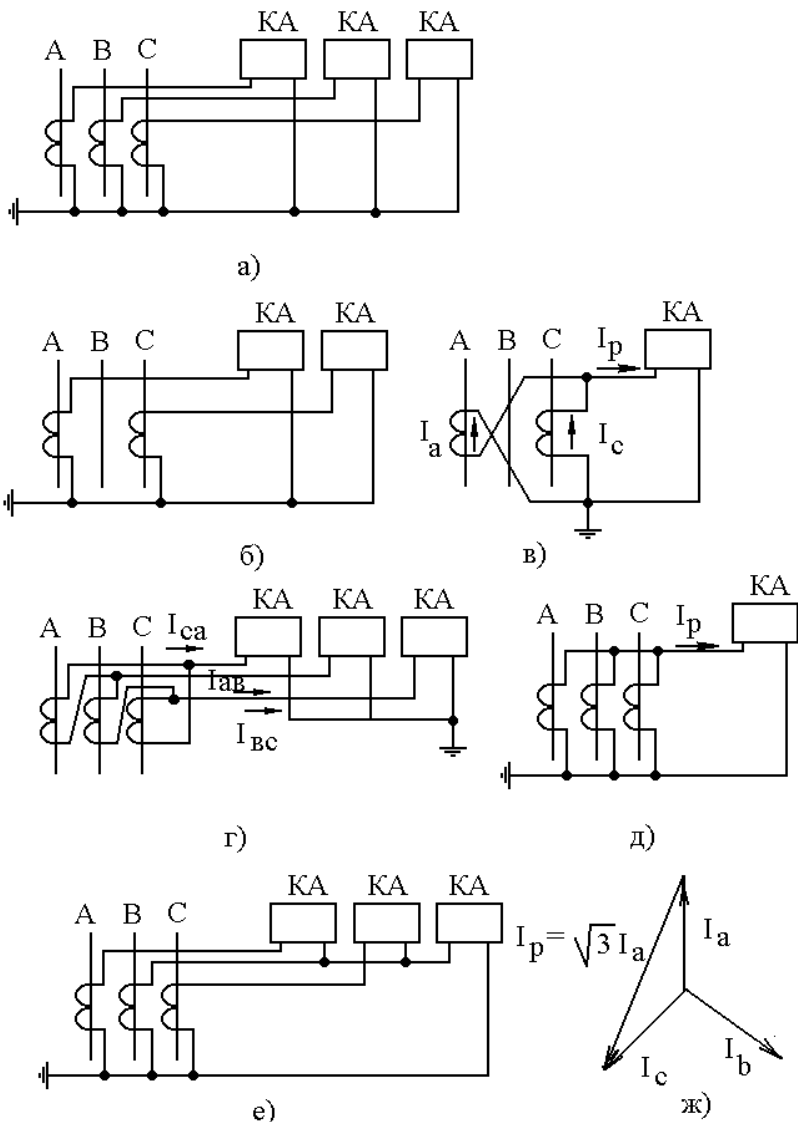 КА КА КА
А В С
а)
КА КА
А В С
б)
КА
А В С
Iр
Iа
Iс
в)
КА КА КА
А В С
Iса
Iав
Iвс
г)
КА
А В С
Iр
д)
КА КА КА
А В С
е)
Iр = √3 Iа
Iа
Iс
Ib
ж)